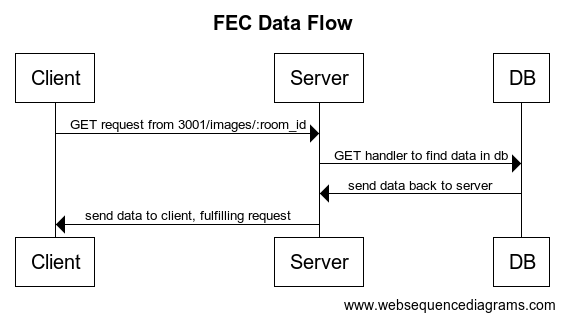 FEC Data Flow
Client
Server
DB
GET request from 3001/images/:room_id
GET handler to find data in db
send data back to server
send data to client, fulfilling request
Client
Server
DB
www.websequencediagrams.com